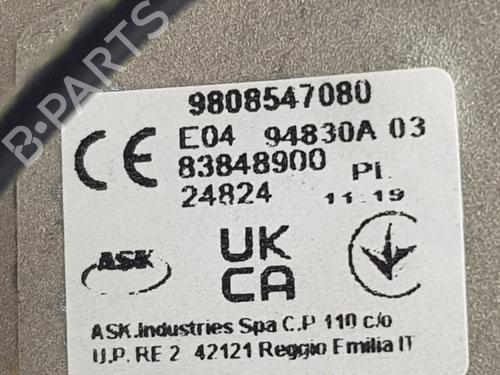 B-PARTS
9808547080
CE E04 94830A 03
83848900 PI.
24824 11:19
ASK UK
CA
ASK Industries Spa C.P 110 c/o
U.P. RE 2 42121 Reggio Emilia IT